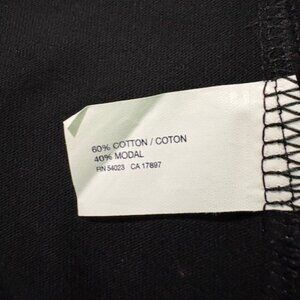 60% COTTON / COTON
40% MODAL
RN 54023 CA 17897